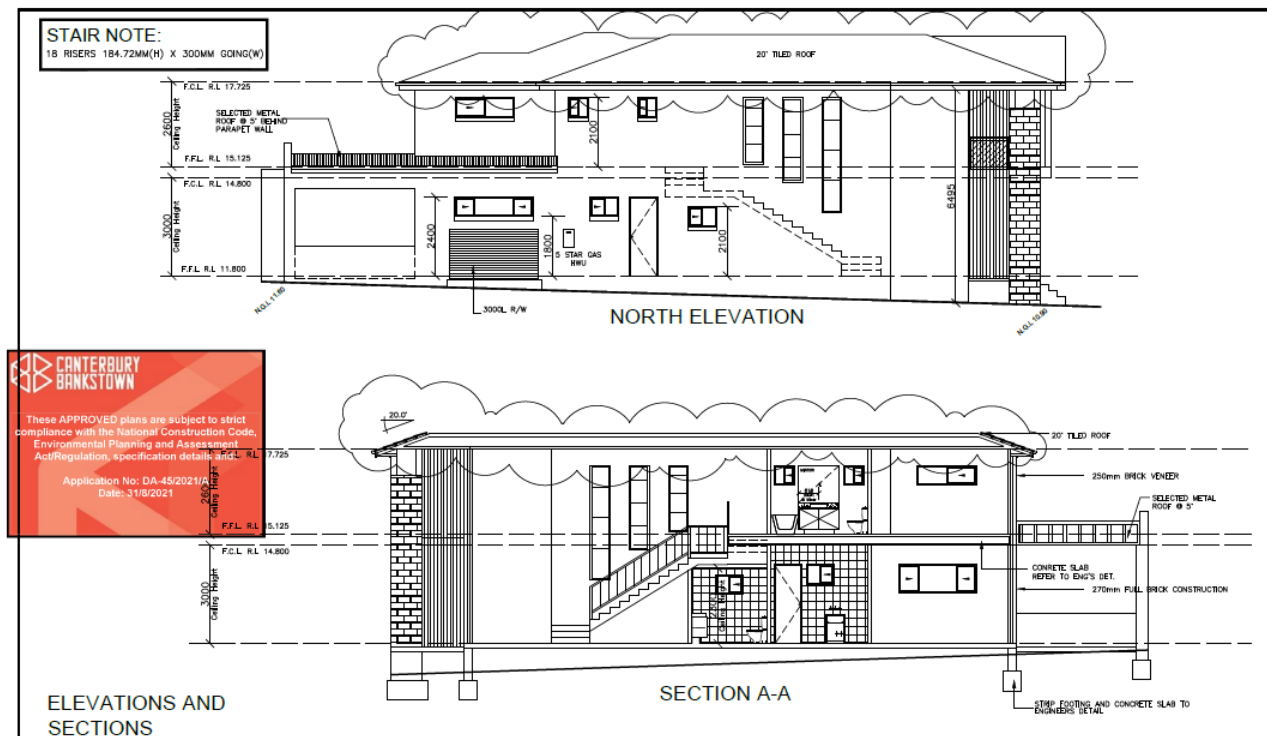 STAIR NOTE:
18 RISERS 184.72MM(H) X 300MM GOING(W)
20' TILED ROOF
F.C.L. R.L 17.725
2600
Ceiling Height
SELECTED METAL
ROOF @ 5' BEHIND
PARAPET WALL
2100
F.F.L. R.L 15.125
F.C.L. R.L 14.800
3000
Ceiling Height
2400
1800
5 STAR GAS
HWU
2100
6495
F.F.L R.L 11.800
N.G.L 11.60
3000L R/W
N.G.L 10.90
NORTH ELEVATION
CANTERBURY
BANKSTOWN
These APPROVED plans are subject to strict
compliance with the National Construction Code,
Environmental Planning and Assessment
Act/Regulation, specification details and
Application No: DA-45/2021/A
Date: 31/8/2021
20.0'
20' TILED ROOF
F.C.L. R.L 17.725
250mm BRICK VENEER
2600
Ceiling Height
SELECTED METAL
ROOF @ 5'
F.F.L. R.L 15.125
F.C.L. R.L 14.800
CONRETE SLAB
REFER TO ENG'S DET.
3000
Ceiling Height
Ceiling Height
270mm FULL BRICK CONSTRUCTION
SECTION A-A
STRIP FOOTING AND CONCRETE SLAB TO
ENGINEERS DETAIL
ELEVATIONS AND
SECTIONS